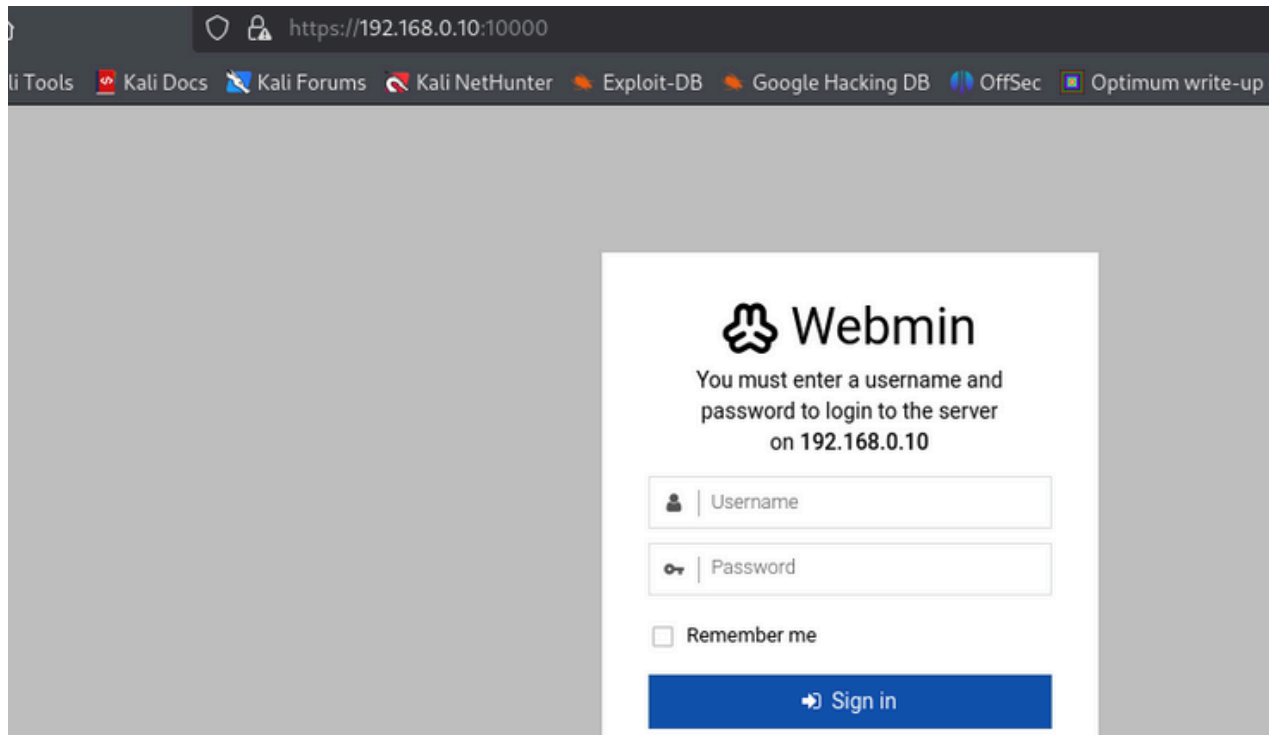 https://192.168.0.10:10000
li Tools Kali Docs Kali Forums Kali NetHunter Exploit-DB Google Hacking DB OffSec Optimum write-up
Webmin
You must enter a username and
password to login to the server
on 192.168.0.10
Username
Password
Remember me
Sign in